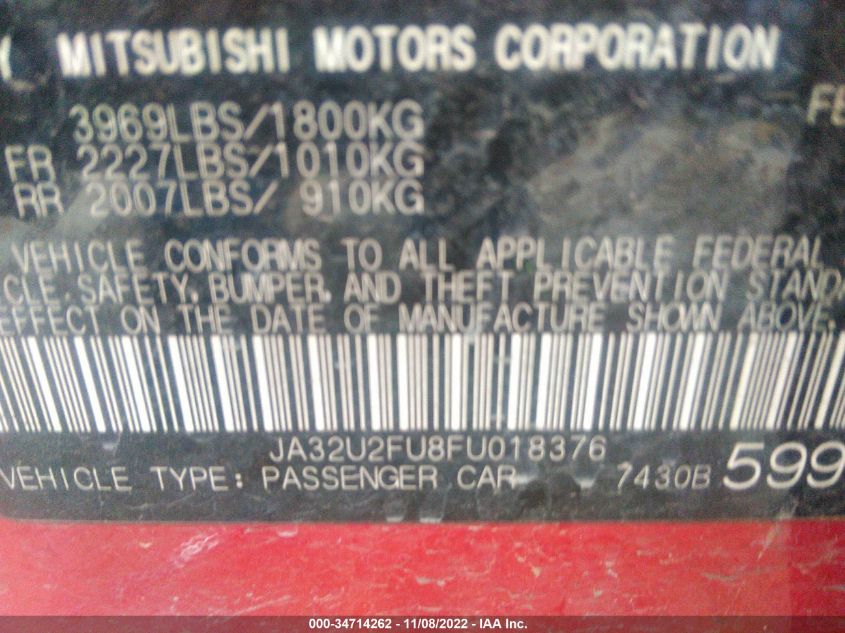 MITSUBISHI MOTORS CORPORATION
3969LBS/1800KG
FR 2227LBS/1010KG
RR 2007LBS/ 910KG
VEHICLE CONFORMS TO ALL APPLICABLE FEDERAL
CLE SAFETY, BUMPER, AND THEFT PREVENTION STANDA
EFFECT ON THE DATE OF MANUFACTURE SHOWN ABOVE.
JA32U2FU8FU018376
VEHICLE TYPE: PASSENGER CAR 7430B 599
000-34714262 - 11/08/2022 - IAA Inc.